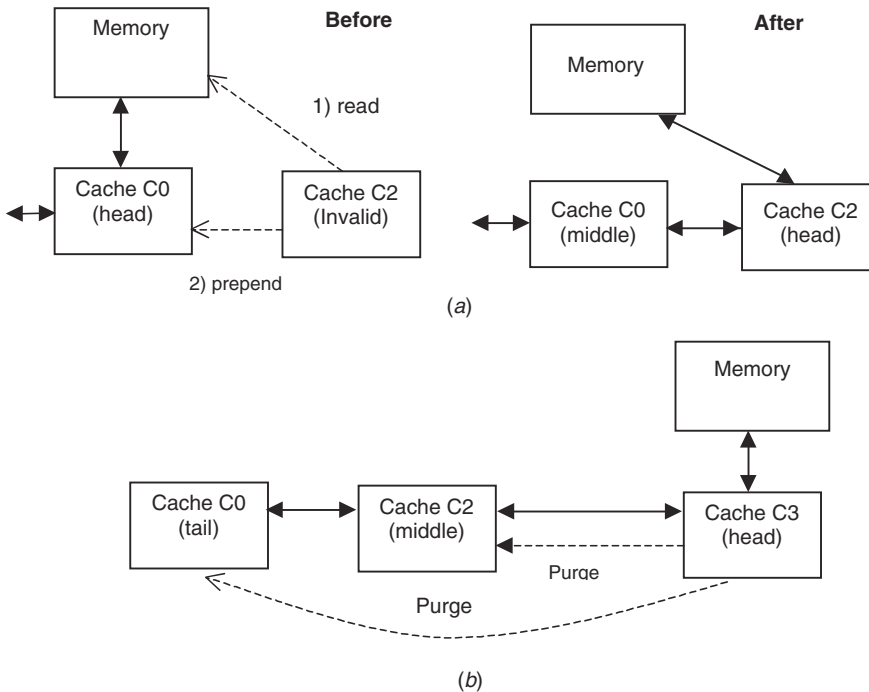 Before
After
Memory
Memory
1) read
Cache C0
(head)
Cache C2
(Invalid)
Cache C0
(middle)
Cache C2
(head)
2) prepend
(a)
Memory
Cache C0
(tail)
Cache C2
(middle)
Cache C3
(head)
Purge
Purge
(b)